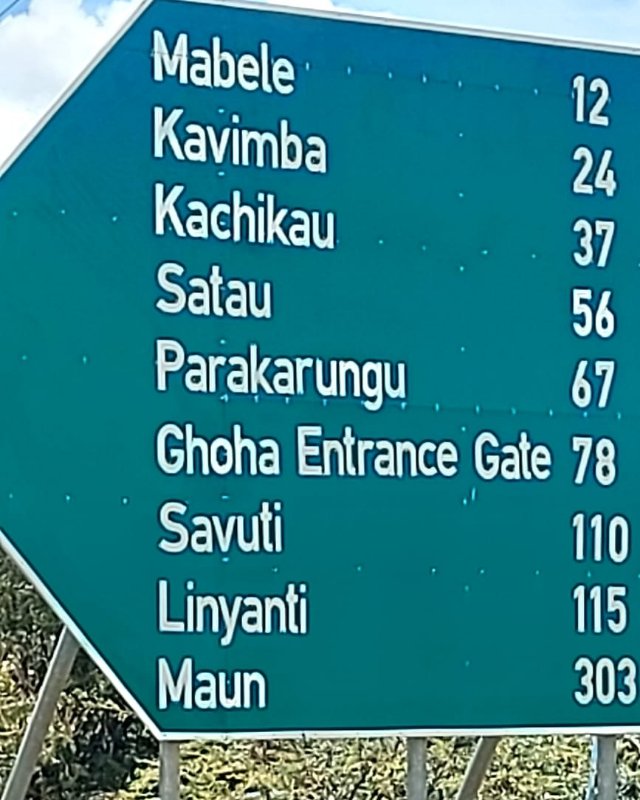 Mabele 12
Kavimba 24
Kachikau 37
Satau 56
Parakarungu 67
Ghoha Entrance Gate 78
Savuti 110
Linyanti 115
Maun 303